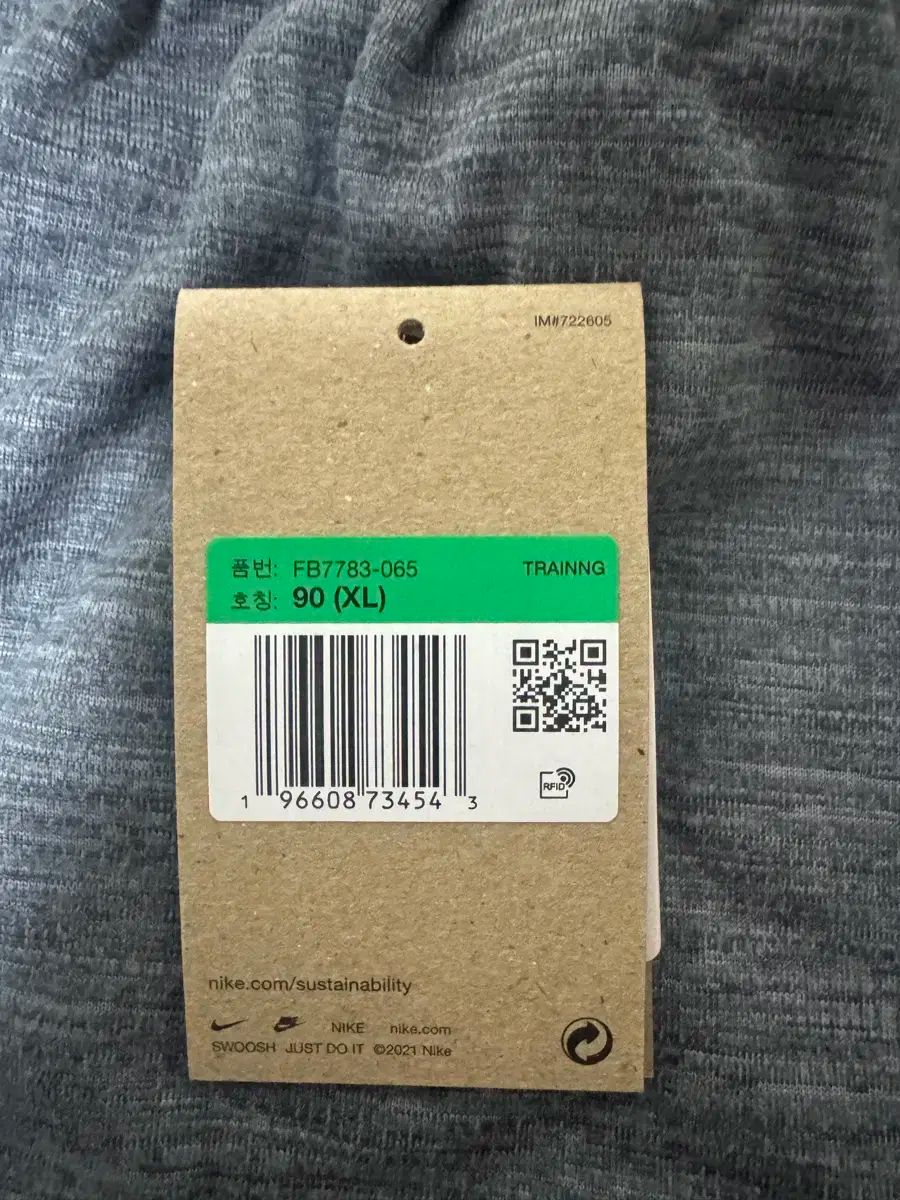 IM#722605
품번: FB7783-065 TRAINNG
호칭: 90 (XL)
RFID
1 96608 73454 3
nike.com/sustainability
NIKE nike.com
SWOOSH JUST DO IT ©2021 Nike